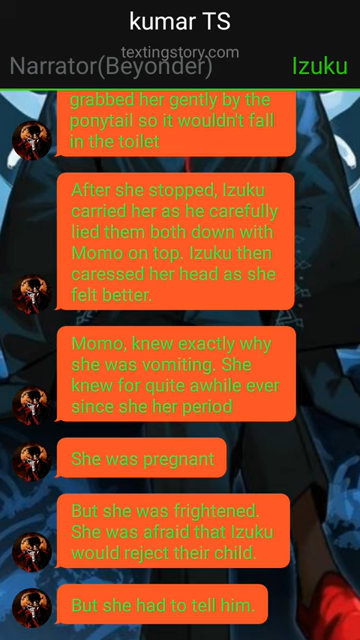 kumar TS
textingstory.com
Narrator(Beyonder)
Izuku
grabbed her gently by the
ponytail so it wouldn't fall
in the toilet
After she stopped, Izuku
carried her as he carefully
lied them both down with
Momo on top. Izuku then
caressed her head as she
felt better.
Momo, knew exactly why
she was vomiting. She
knew for quite awhile ever
since she her period
She was pregnant
But she was frightened.
She was afraid that Izuku
would reject their child.
But she had to tell him.